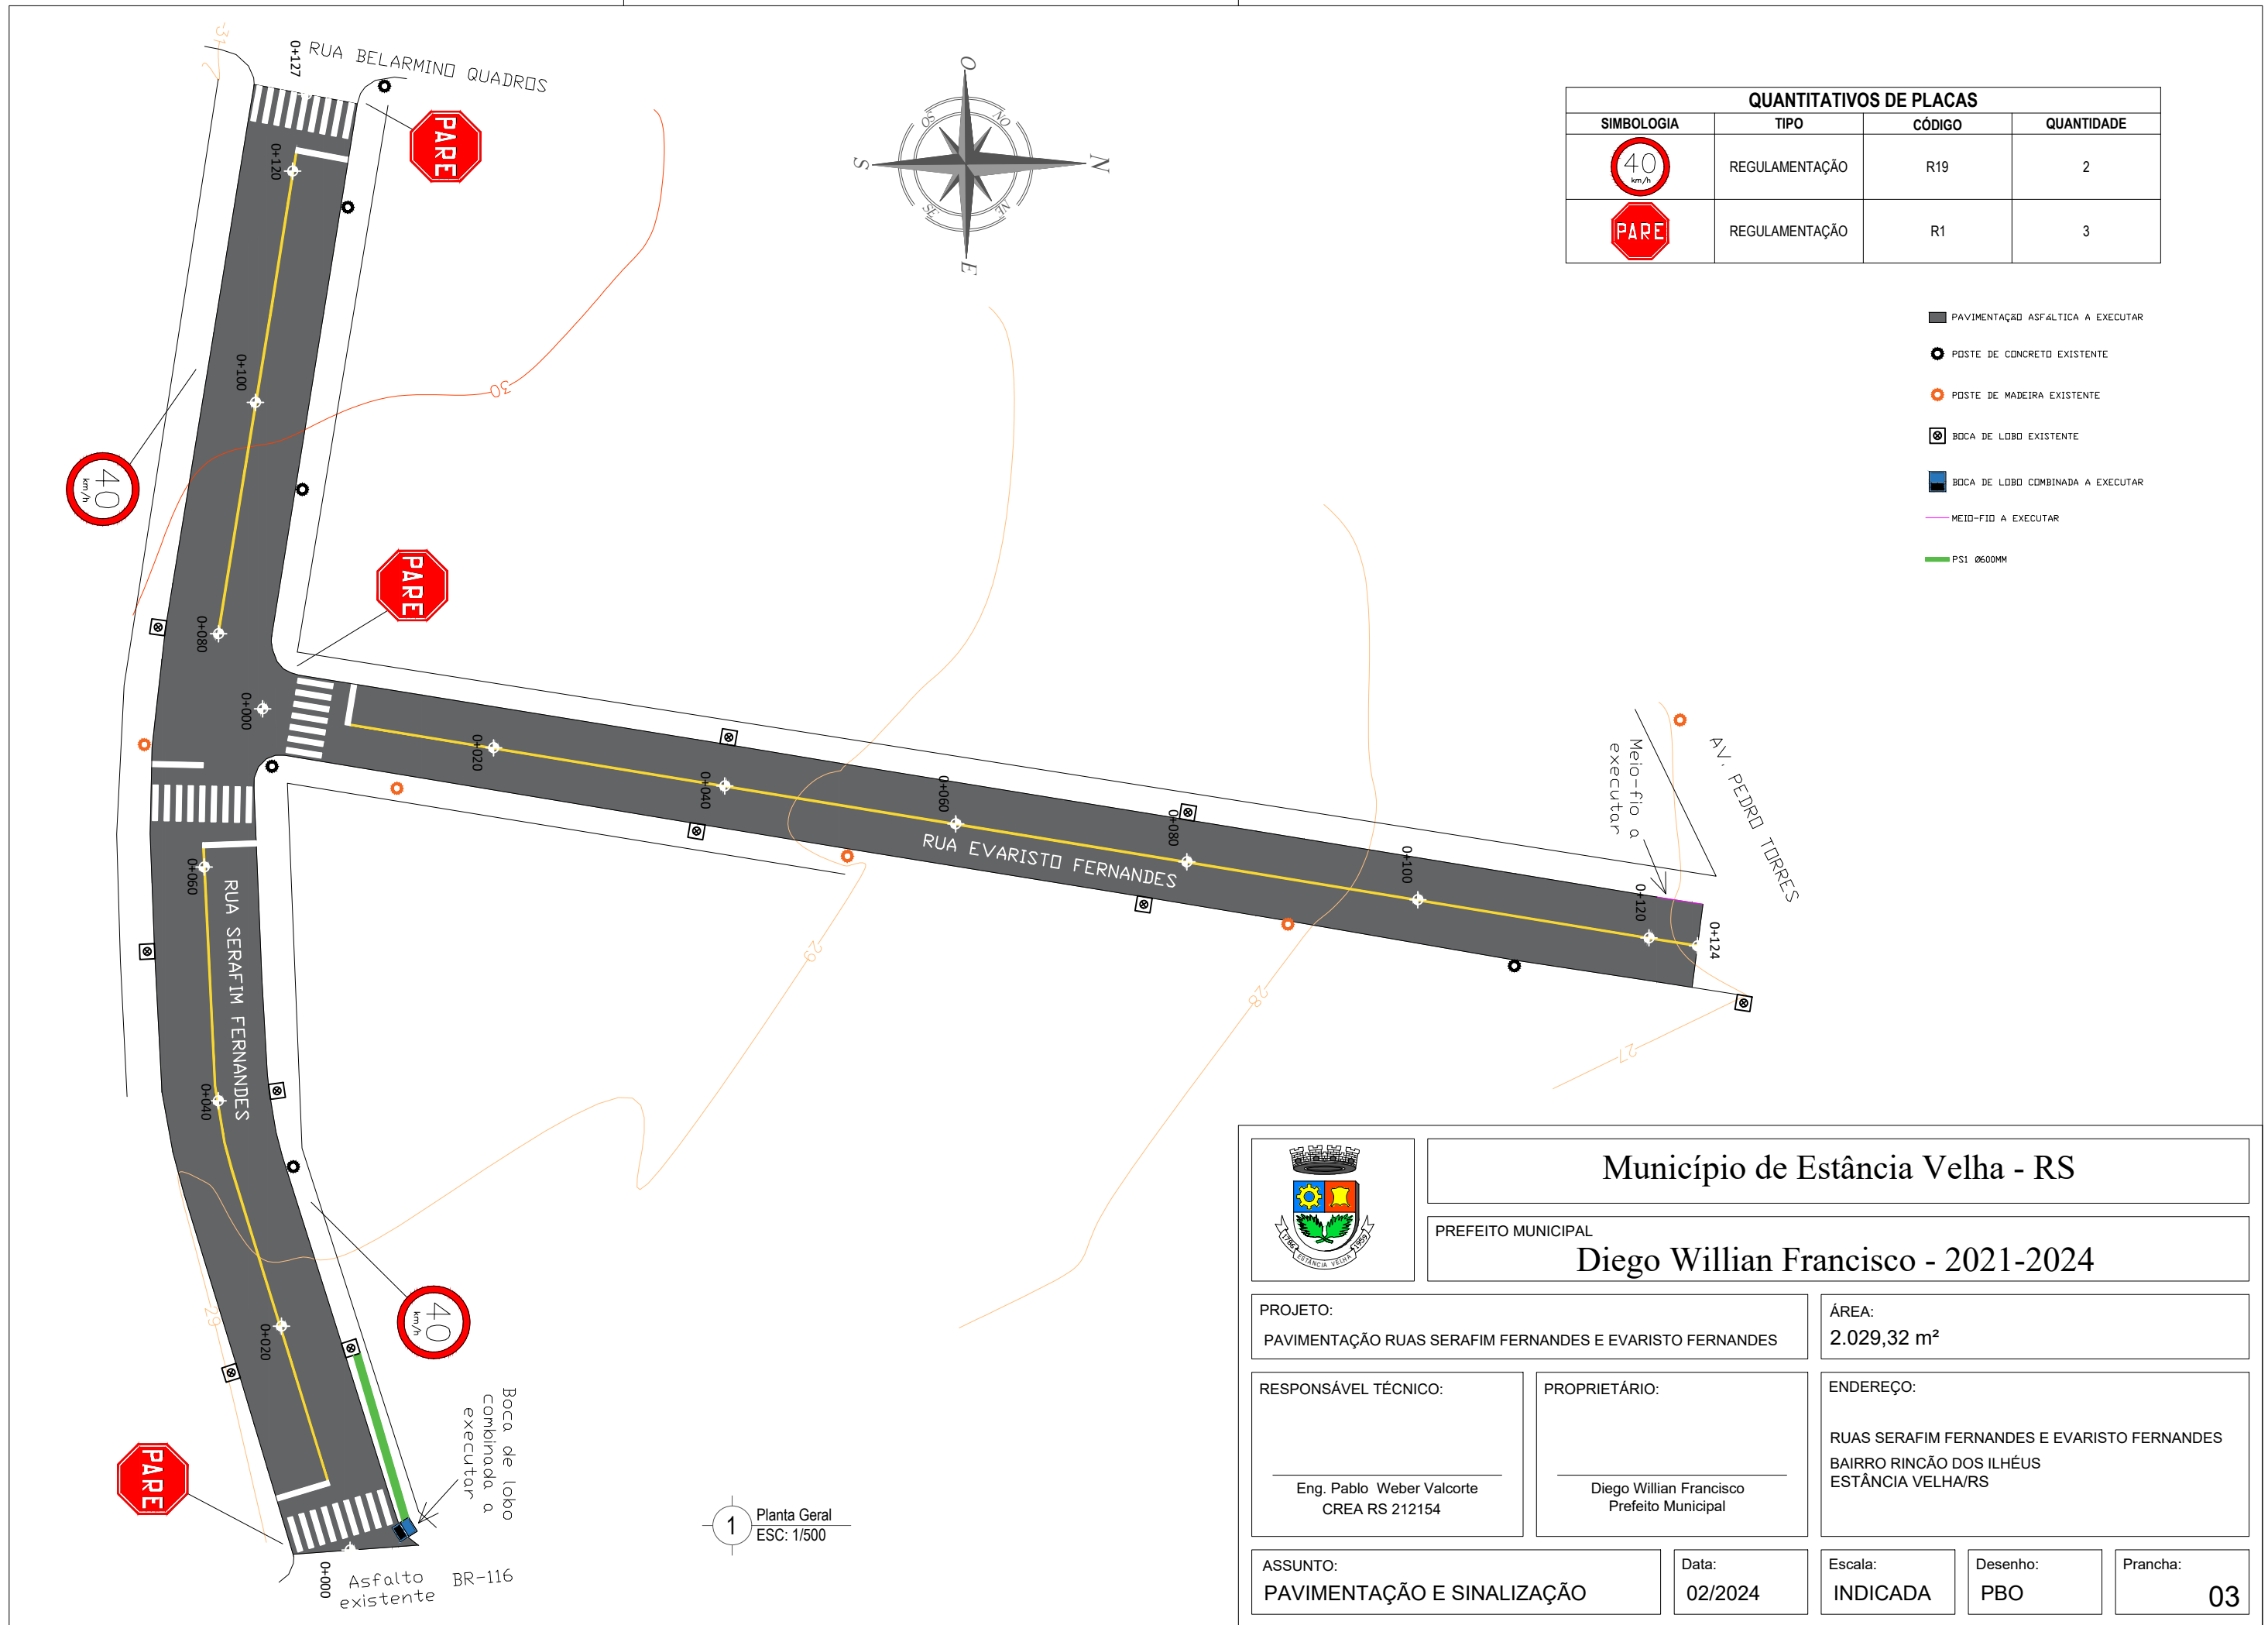 RUA BELARMINO QUADROS
0+127
31
PARE
0+120
0+100
30
40
km/h
PARE
0+080
0+000
0+020
0+040
0+060
0+080
0+100
0+120
0+124
RUA EVARISTO FERNANDES
Meio-fio a
executar
AV. PEDRO TORRES
29
28
27
0+060
RUA SERAFIM FERNANDES
0+040
40
km/h
0+020
29
PARE
Boca de lobo
combinada a
executar
0+000
Asfalto
existente
BR-116
O
NO
N
NE
E
SE
S
SO
1
Planta Geral
ESC: 1/500
QUANTITATIVOS DE PLACAS
SIMBOLOGIA TIPO CÓDIGO QUANTIDADE
40
km/h
REGULAMENTAÇÃO R19 2
PARE REGULAMENTAÇÃO R1 3
PAVIMENTAÇÃO ASFÁLTICA A EXECUTAR
POSTE DE CONCRETO EXISTENTE
POSTE DE MADEIRA EXISTENTE
BOCA DE LOBO EXISTENTE
BOCA DE LOBO COMBINADA A EXECUTAR
MEIO-FIO A EXECUTAR
PS1 Ø600MM
1788
ESTÂNCIA VELHA
1959
Município de Estância Velha - RS
PREFEITO MUNICIPAL
Diego Willian Francisco - 2021-2024
PROJETO:
PAVIMENTAÇÃO RUAS SERAFIM FERNANDES E EVARISTO FERNANDES
ÁREA:
2.029,32 m²
RESPONSÁVEL TÉCNICO:
Eng. Pablo Weber Valcorte
CREA RS 212154
PROPRIETÁRIO:
Diego Willian Francisco
Prefeito Municipal
ENDEREÇO:
RUAS SERAFIM FERNANDES E EVARISTO FERNANDES
BAIRRO RINCÃO DOS ILHÉUS
ESTÂNCIA VELHA/RS
ASSUNTO:
PAVIMENTAÇÃO E SINALIZAÇÃO
Data:
02/2024
Escala:
INDICADA
Desenho:
PBO
Prancha:
03